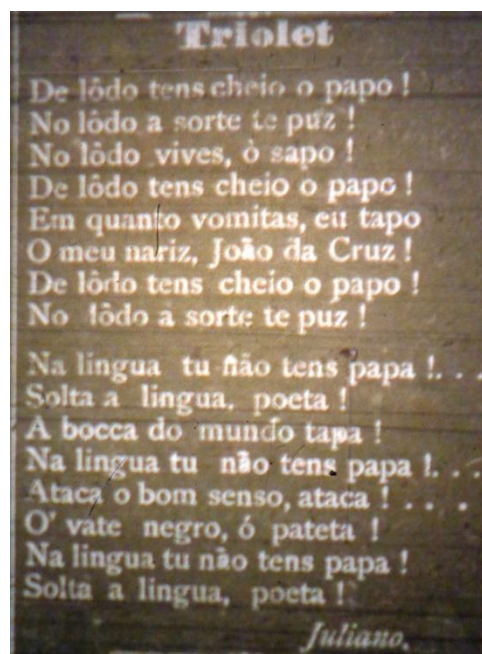 Triolet
De lôdo tens cheio o papo !
No lôdo a sorte te puz !
No lôdo vives, ò sapo !
De lôdo tens cheio o papo !
Em quanto vomitas, eu tapo
O meu nariz, João da Cruz !
De lôdo tens cheio o papo !
No lôdo a sorte te puz !
Na lingua tu não tens papa !. . .
Solta a lingua, poeta !
A bocca do mundo tapa !
Na lingua tu não tens papa !. . .
Ataca o bom senso, ataca ! . . .
O' vate negro, ó pateta !
Na lingua tu não tens papa !
Solta a lingua, poeta !
Juliano.